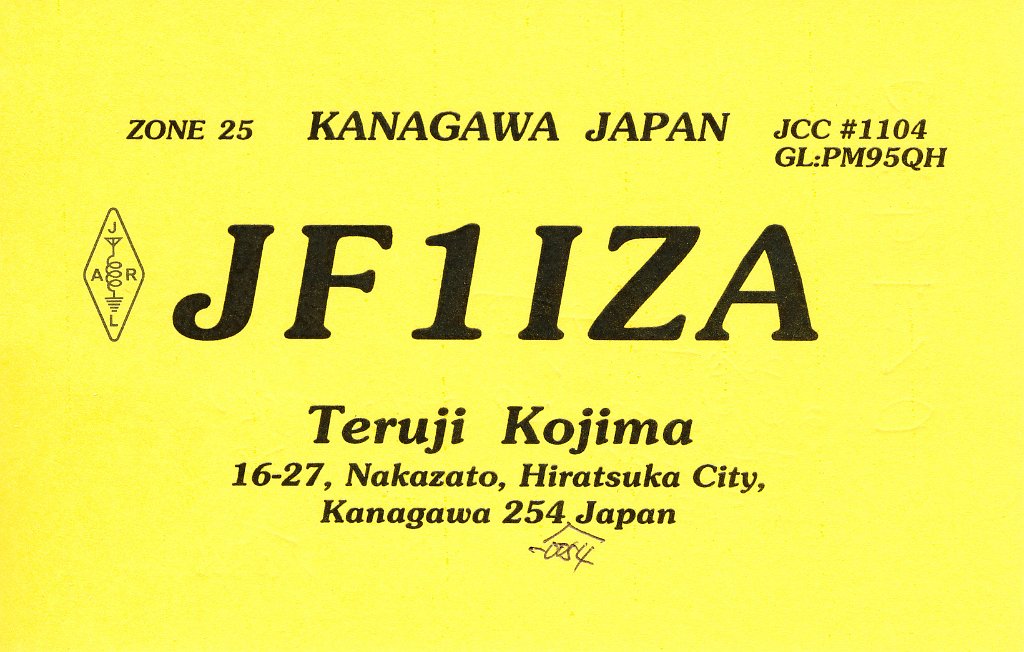 ZONE 25 KANAGAWA JAPAN JCC #1104
GL:PM95QH
J
A R
L
JF1IZA
Teruji Kojima
16-27, Nakazato, Hiratsuka City,
Kanagawa 254 Japan
-0054